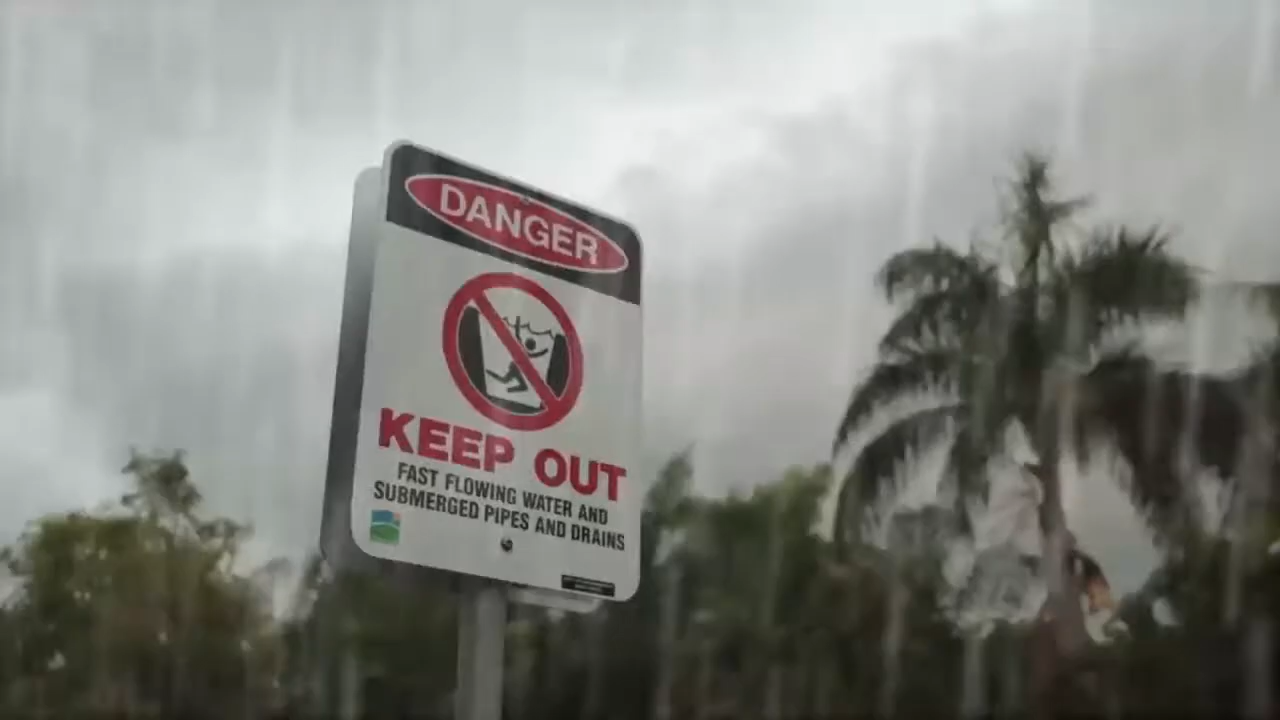 DANGER
KEEP OUT
FAST FLOWING WATER AND
SUBMERGED PIPES AND DRAINS